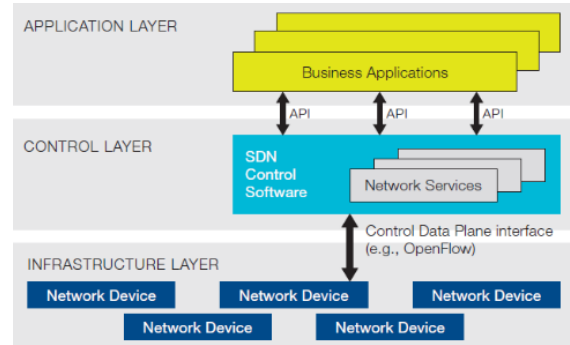 APPLICATION LAYER
Business Applications
API
API
API
CONTROL LAYER
SDN
Control
Software
Network Services
Control Data Plane interface
(e.g., OpenFlow)
INFRASTRUCTURE LAYER
Network Device
Network Device
Network Device
Network Device
Network Device